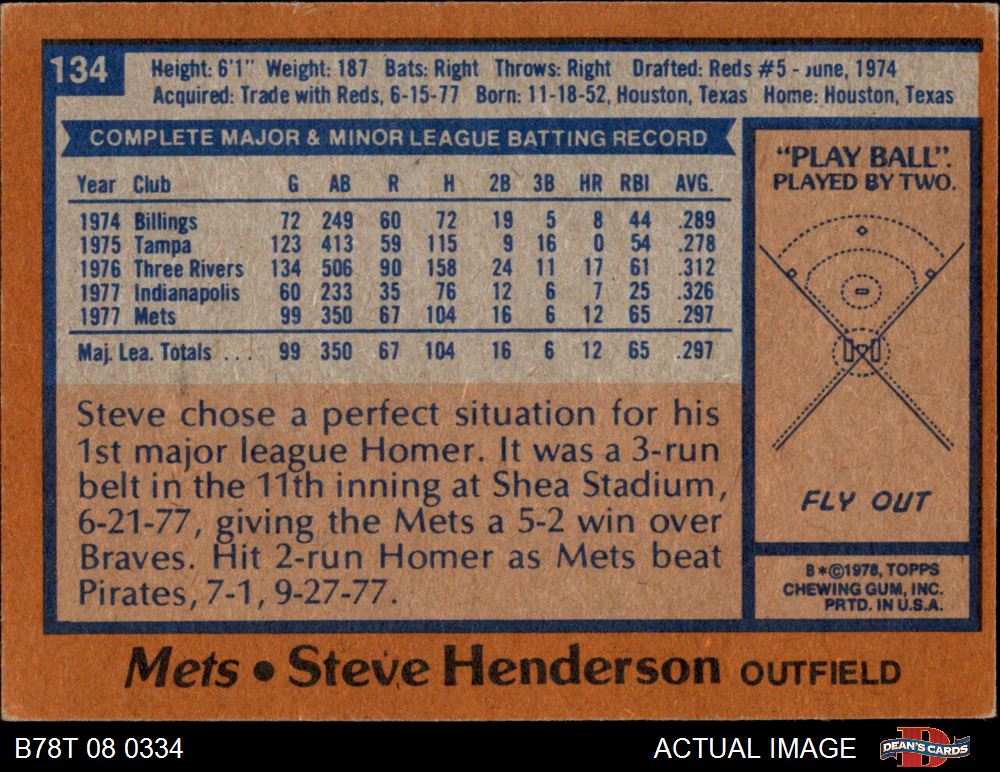 134
Height: 6'1" Weight: 187 Bats: Right Throws: Right Drafted: Reds #5 - June, 1974
Acquired: Trade with Reds, 6-15-77 Born: 11-18-52, Houston, Texas Home: Houston, Texas
COMPLETE MAJOR & MINOR LEAGUE BATTING RECORD
Year Club G AB R H 2B 3B HR RBI AVG.
1974 Billings 72 249 60 72 19 5 8 44 .289
1975 Tampa 123 413 59 115 9 16 0 54 .278
1976 Three Rivers 134 506 90 158 24 11 17 61 .312
1977 Indianapolis 60 233 35 76 12 6 7 25 .326
1977 Mets 99 350 67 104 16 6 12 65 .297
Maj. Lea. Totals ... 99 350 67 104 16 6 12 65 .297
Steve chose a perfect situation for his
1st major league Homer. It was a 3-run
belt in the 11th inning at Shea Stadium,
6-21-77, giving the Mets a 5-2 win over
Braves. Hit 2-run Homer as Mets beat
Pirates, 7-1, 9-27-77.
"PLAY BALL".
PLAYED BY TWO.
FLY OUT
B*©1978, TOPPS
CHEWING GUM, INC.
PRTD. IN U.S.A.
Mets • Steve Henderson OUTFIELD
B78T 08 0334
ACTUAL IMAGE
DEAN'S CARDS